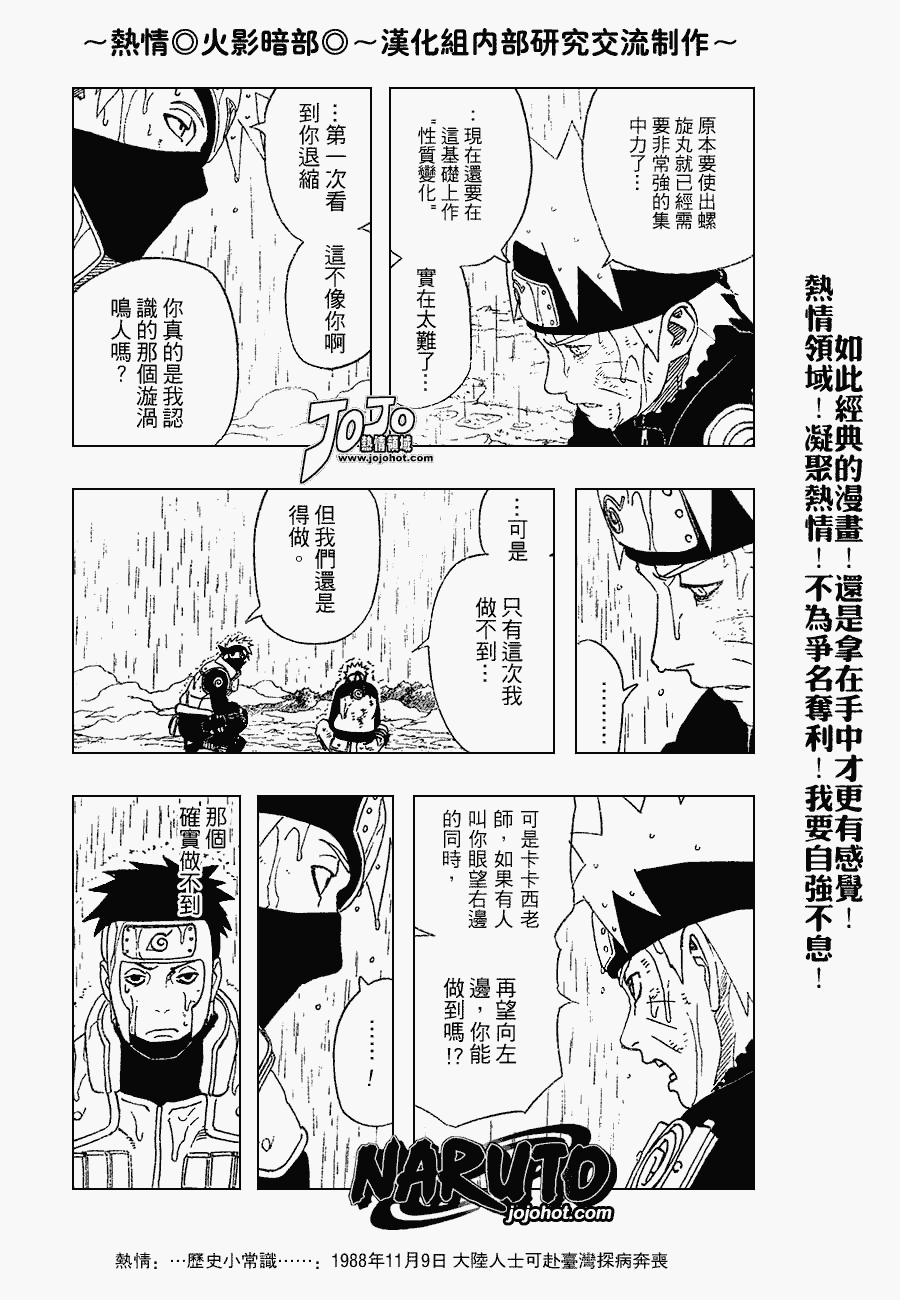 ～熱情◎火影暗部◎～漢化組内部研究交流制作～
原本要使出螺
旋丸就已經需
要非常強的集
中力了…
…現在還要在
這基礎上作
"性質變化"
實在太難了…
…第一次看
到你退縮
這不像你啊
你真的是我認
識的那個漩渦
鳴人嗎？
JOJO
熱情領域
www.jojohot.com
………
…可是
只有這次我
做不到…
但我們還是
得做。
可是卡卡西老
師，如果有人
叫你眼望右邊
的同時，
再望向左
邊，你能
做到嗎!?
……！
那個
確實做不到
如此經典的漫畫！還是拿在手中才更有感覺！
熱情領域！凝聚熱情！不為爭名奪利！我要自強不息！
NARUTO
jojohot.com
熱情：…歷史小常識……：1988年11月9日 大陸人士可赴臺灣探病奔喪